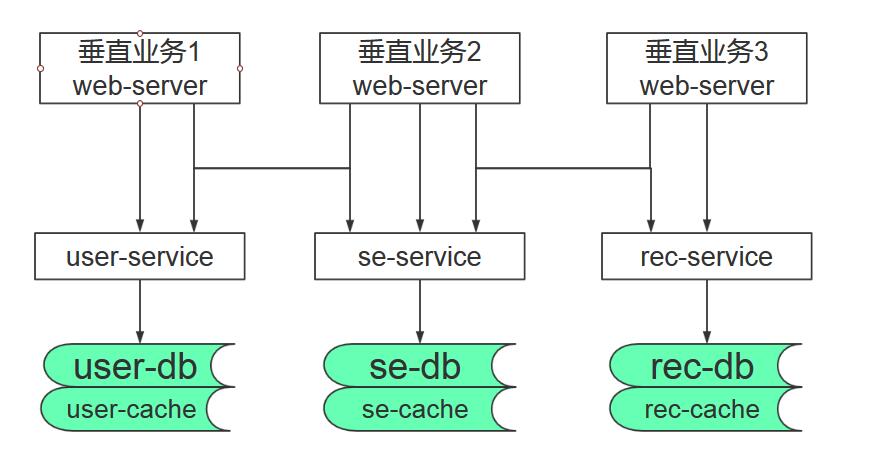 垂直业务1
web-server
垂直业务2
web-server
垂直业务3
web-server
user-service
se-service
rec-service
user-db
se-db
rec-db
user-cache
se-cache
rec-cache